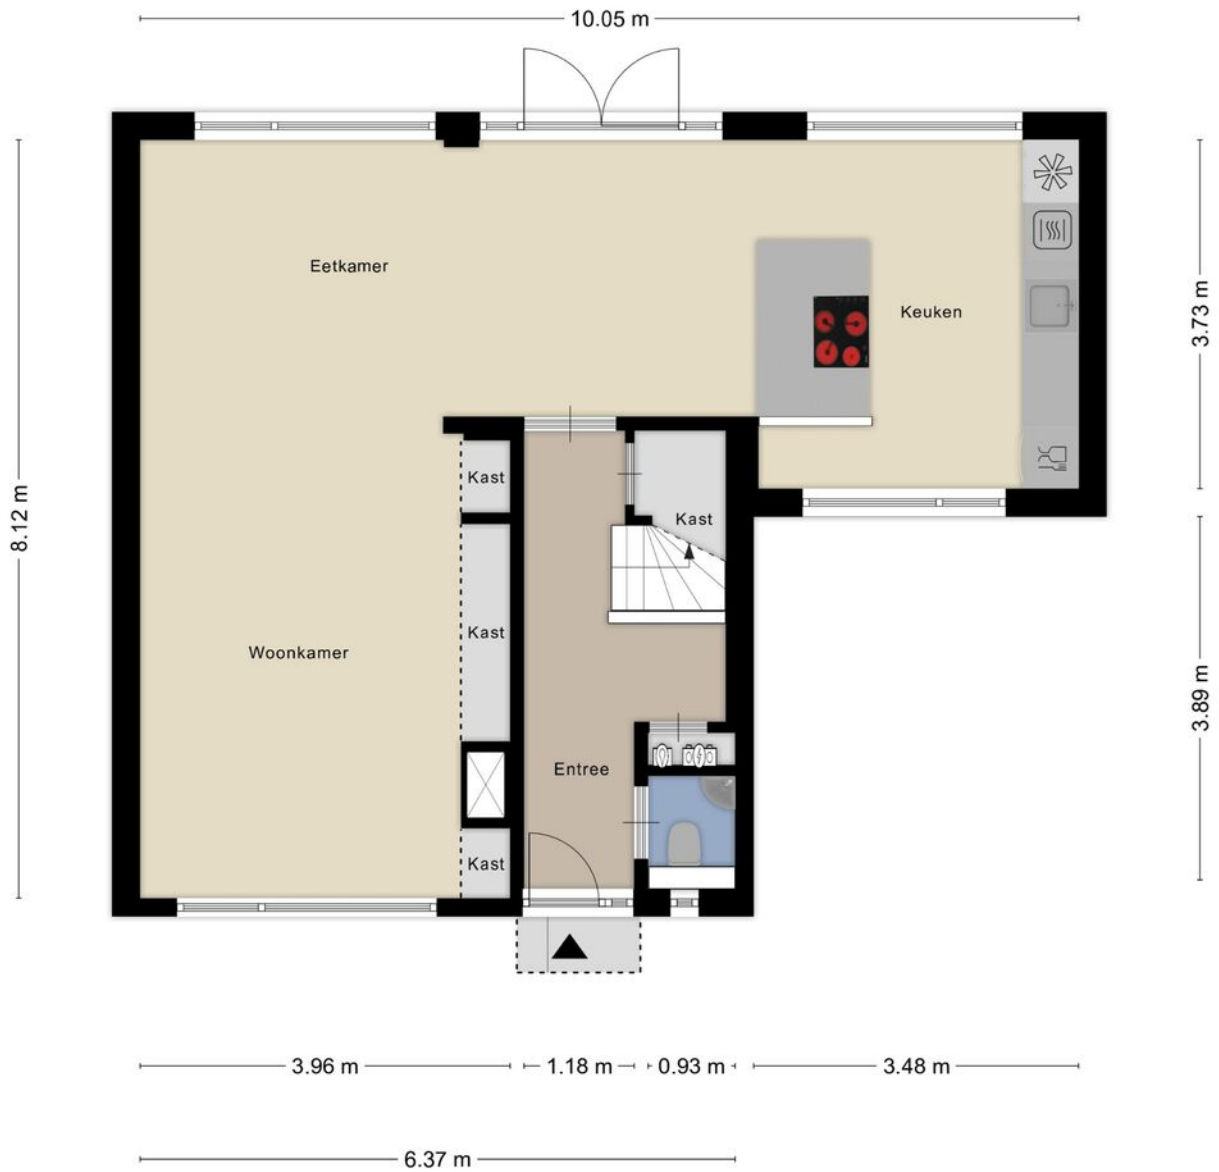 10.05 m
Eetkamer
Keuken
3.73 m
Kast
8.12 m
Kast
Kast
Woonkamer
3.89 m
Entree
Kast
3.96 m
1.18 m
0.93 m
3.48 m
6.37 m